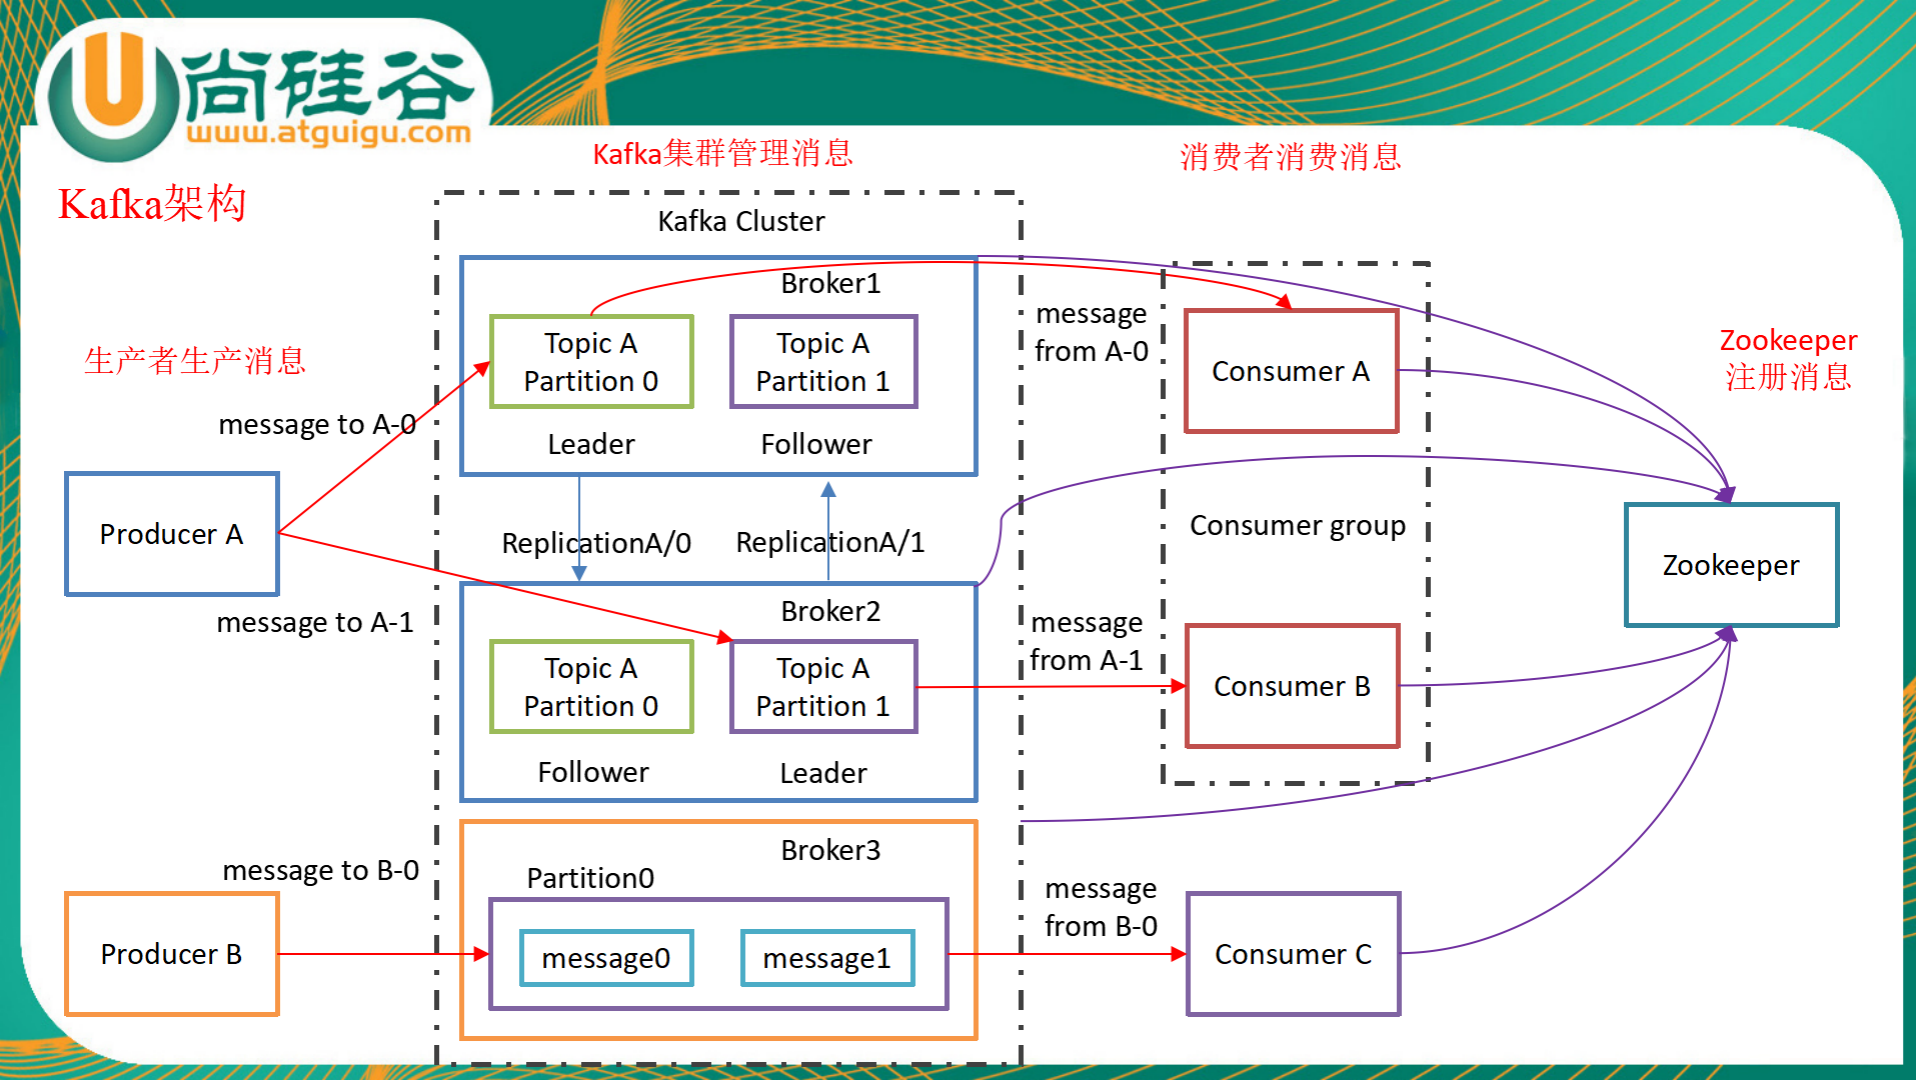 尚硅谷
www.atguigu.com
Kafka架构
Kafka集群管理消息
消费者消费消息
Kafka Cluster
生产者生产消息
Zookeeper
注册消息
Broker1
Topic A
Partition 0
Topic A
Partition 1
Leader
Follower
message to A-0
message
from A-0
Consumer A
Producer A
ReplicationA/0
ReplicationA/1
Consumer group
Zookeeper
message to A-1
Broker2
Topic A
Partition 0
Topic A
Partition 1
Follower
Leader
message
from A-1
Consumer B
message to B-0
Broker3
Partition0
message0
message1
Producer B
message
from B-0
Consumer C